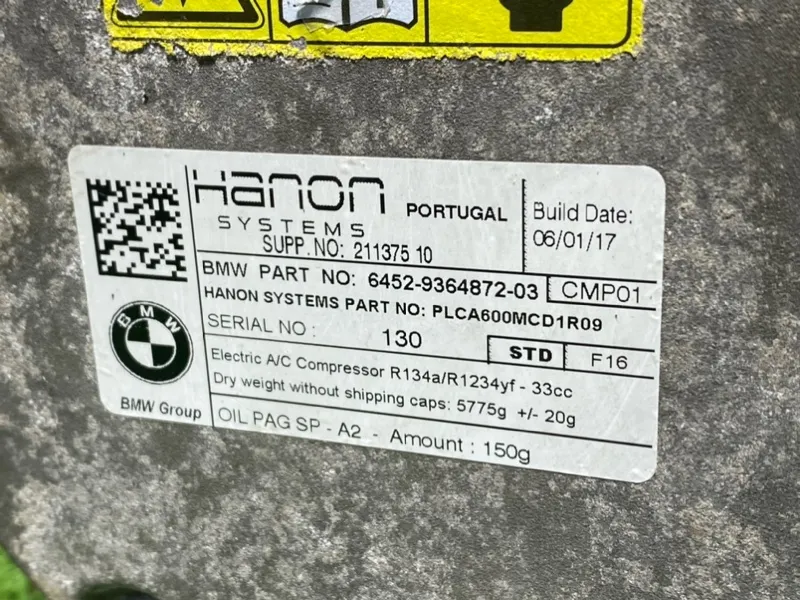 Hanon
SYSTEMS
PORTUGAL
Build Date:
06/01/17
SUPP.NO: 211375 10
BMW PART NO: 6452-9364872-03 CMP01
HANON SYSTEMS PART NO: PLCA600MCD1R09
SERIAL NO : 130 STD F16
Electric A/C Compressor R134a/R1234yf - 33cc
Dry weight without shipping caps: 5775g +/- 20g
OIL PAG SP - A2 - Amount : 150g
BMW
BMW Group